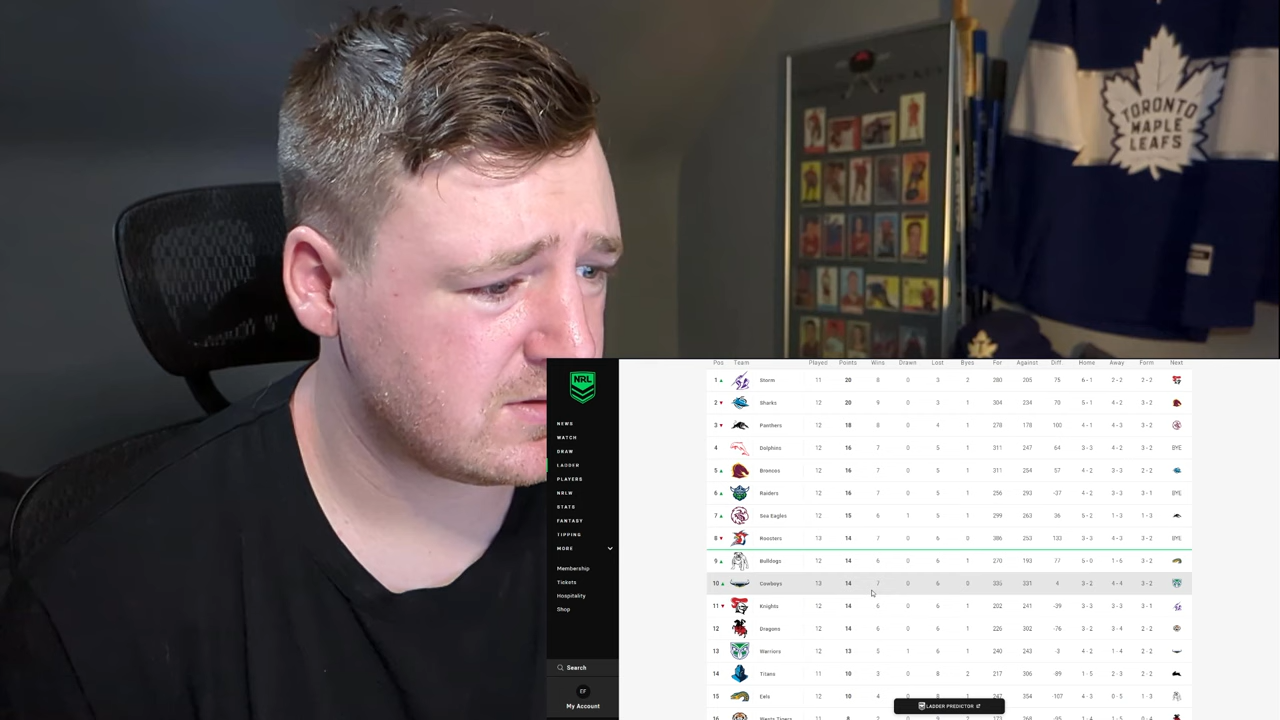 TORONTO
MAPLE
LEAFS
NRL
NEWS
WATCH
DRAW
LADDER
PLAYERS
NRLW
STATS
FANTASY
TIPPING
MORE
Membership
Tickets
Hospitality
Shop
Search
EF
My Account
Pos Team Played Points Wins Drawn Lost Byes For Against Diff Home Away Form Next
1 Storm 11 20 8 0 3 2 280 205 75 6-1 2-2 2-2
2 Sharks 12 20 9 0 3 1 304 234 70 5-1 4-2 3-2
3 Panthers 12 18 8 0 4 1 278 178 100 4-1 4-3 3-2
4 Dolphins 12 16 7 0 5 1 311 247 64 3-3 4-2 3-2 BYE
5 Broncos 12 16 7 0 5 1 311 254 57 4-2 3-3 2-2
6 Raiders 12 16 7 0 5 1 256 293 -37 4-2 3-3 3-1 BYE
7 Sea Eagles 12 15 6 1 5 1 299 263 36 5-2 1-3 1-3
8 Roosters 13 14 7 0 6 0 386 253 133 3-3 4-3 3-2 BYE
9 Bulldogs 12 14 6 0 6 1 270 193 77 5-0 1-6 3-2
10 Cowboys 13 14 7 0 6 0 335 331 4 3-2 4-4 3-2
11 Knights 12 14 6 0 6 1 202 241 -39 3-3 3-3 3-1
12 Dragons 12 14 6 0 6 1 226 302 -76 3-2 3-4 3-2
13 Warriors 12 13 5 1 6 1 240 243 -3 4-2 1-4 2-2
14 Titans 11 10 3 0 8 2 217 306 -89 1-5 2-3 2-2
15 Eels 12 10 4 0 8 1 247 354 -107 4-3 0-5 1-3
LADDER PREDICTOR
16 Wests Tigers 11 8 2 0 9 2 173 268 -95